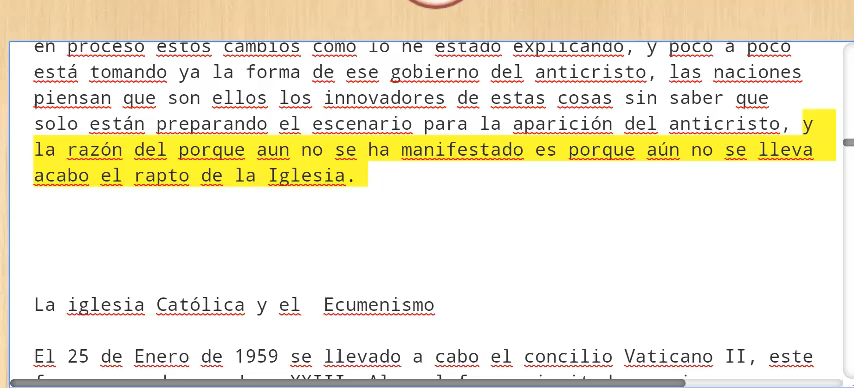 en proceso estos cambios como lo he estado explicando, y poco a poco
está tomando ya la forma de ese gobierno del anticristo, las naciones
piensan que son ellos los innovadores de estas cosas sin saber que
solo están preparando el escenario para la aparición del anticristo, y
la razón del porque aun no se ha manifestado es porque aún no se lleva
acabo el rapto de la Iglesia.
La iglesia Católica y el  Ecumenismo
El 25 de Enero de 1959 se llevado a cabo el concilio Vaticano II, este
XXIII